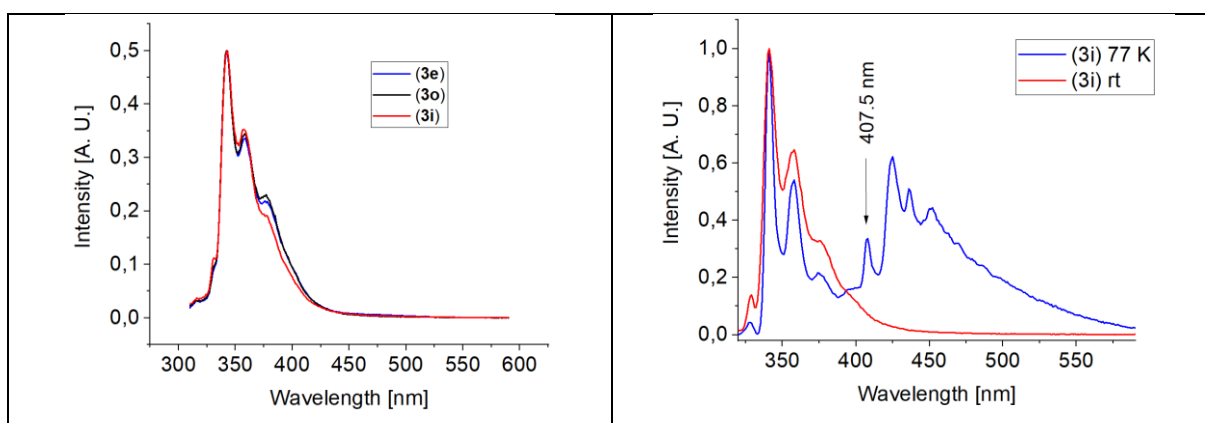 0,5
0,4
0,3
0,2
0,1
0,0
Intensity [A. U.]
(3e)
(3o)
(3i)
300 350 400 450 500 550 600
Wavelength [nm]
1,0
0,8
0,6
0,4
0,2
0,0
Intensity [A. U.]
407.5 nm
(3i) 77 K
(3i) rt
350 400 450 500 550
Wavelength [nm]